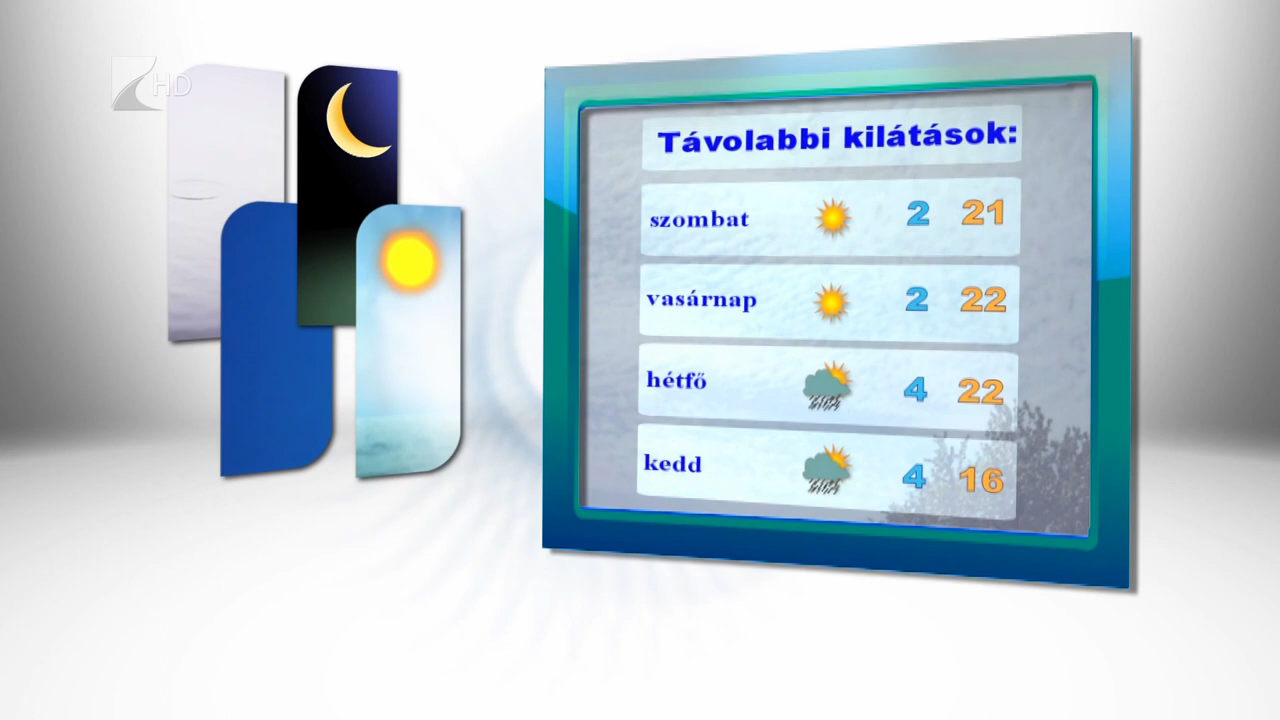 HD
Távolabbi kilátások:
szombat 2 21
vasárnap 2 22
hétfő 4 22
kedd 4 16